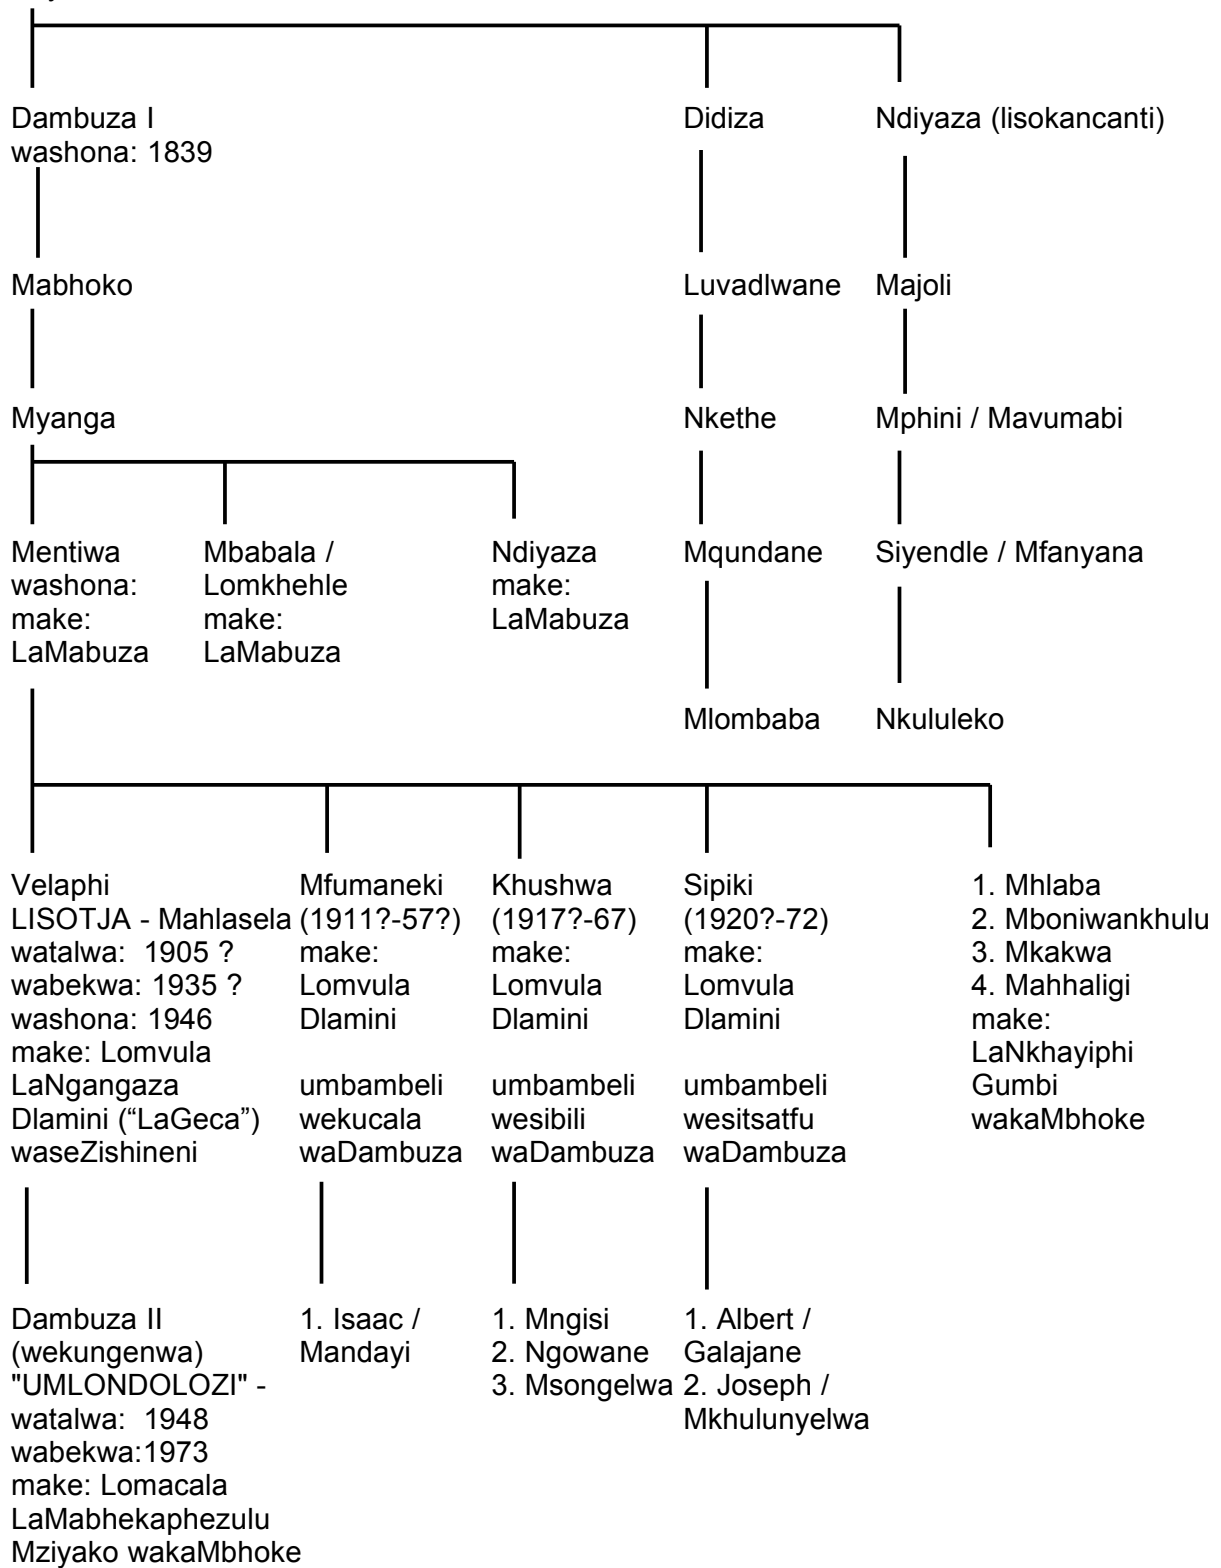 Dambuza I
washona: 1839
Didiza
Ndiyaza (lisokancanti)
Mabhoko
Luvadlwane
Majoli
Myanga
Nkethe
Mphini / Mavumabi
Mentiwa
washona:
make:
LaMabuza
Mbabala /
Lomkhehle
make:
LaMabuza
Ndiyaza
make:
LaMabuza
Mqundane
Siyendle / Mfanyana
Mlombaba
Nkululeko
Velaphi
LISOTJA - Mahlasela
watalwa:  1905 ?
wabekwa: 1935 ?
washona: 1946
make: Lomvula
LaNgangaza
Dlamini (“LaGeca”)
waseZishineni
Mfumaneki
(1911?-57?)
make:
Lomvula
Dlamini
umbambeli
wekucala
waDambuza
Khushwa
(1917?-67)
make:
Lomvula
Dlamini
umbambeli
wesibili
waDambuza
Sipiki
(1920?-72)
make:
Lomvula
Dlamini
umbambeli
wesitsatfu
waDambuza
1. Mhlaba
2. Mboniwankhulu
3. Mkakwa
4. Mahhaligi
make:
LaNkhayiphi
Gumbi
wakaMbhoke
Dambuza II
(wekungenwa)
"UMLONDOLOZI" -
watalwa:  1948
wabekwa:1973
make: Lomacala
LaMabhekaphezulu
Mziyako wakaMbhoke
1. Isaac /
Mandayi
1. Mngisi
2. Ngowane
3. Msongelwa
1. Albert /
Galajane
2. Joseph /
Mkhulunyelwa